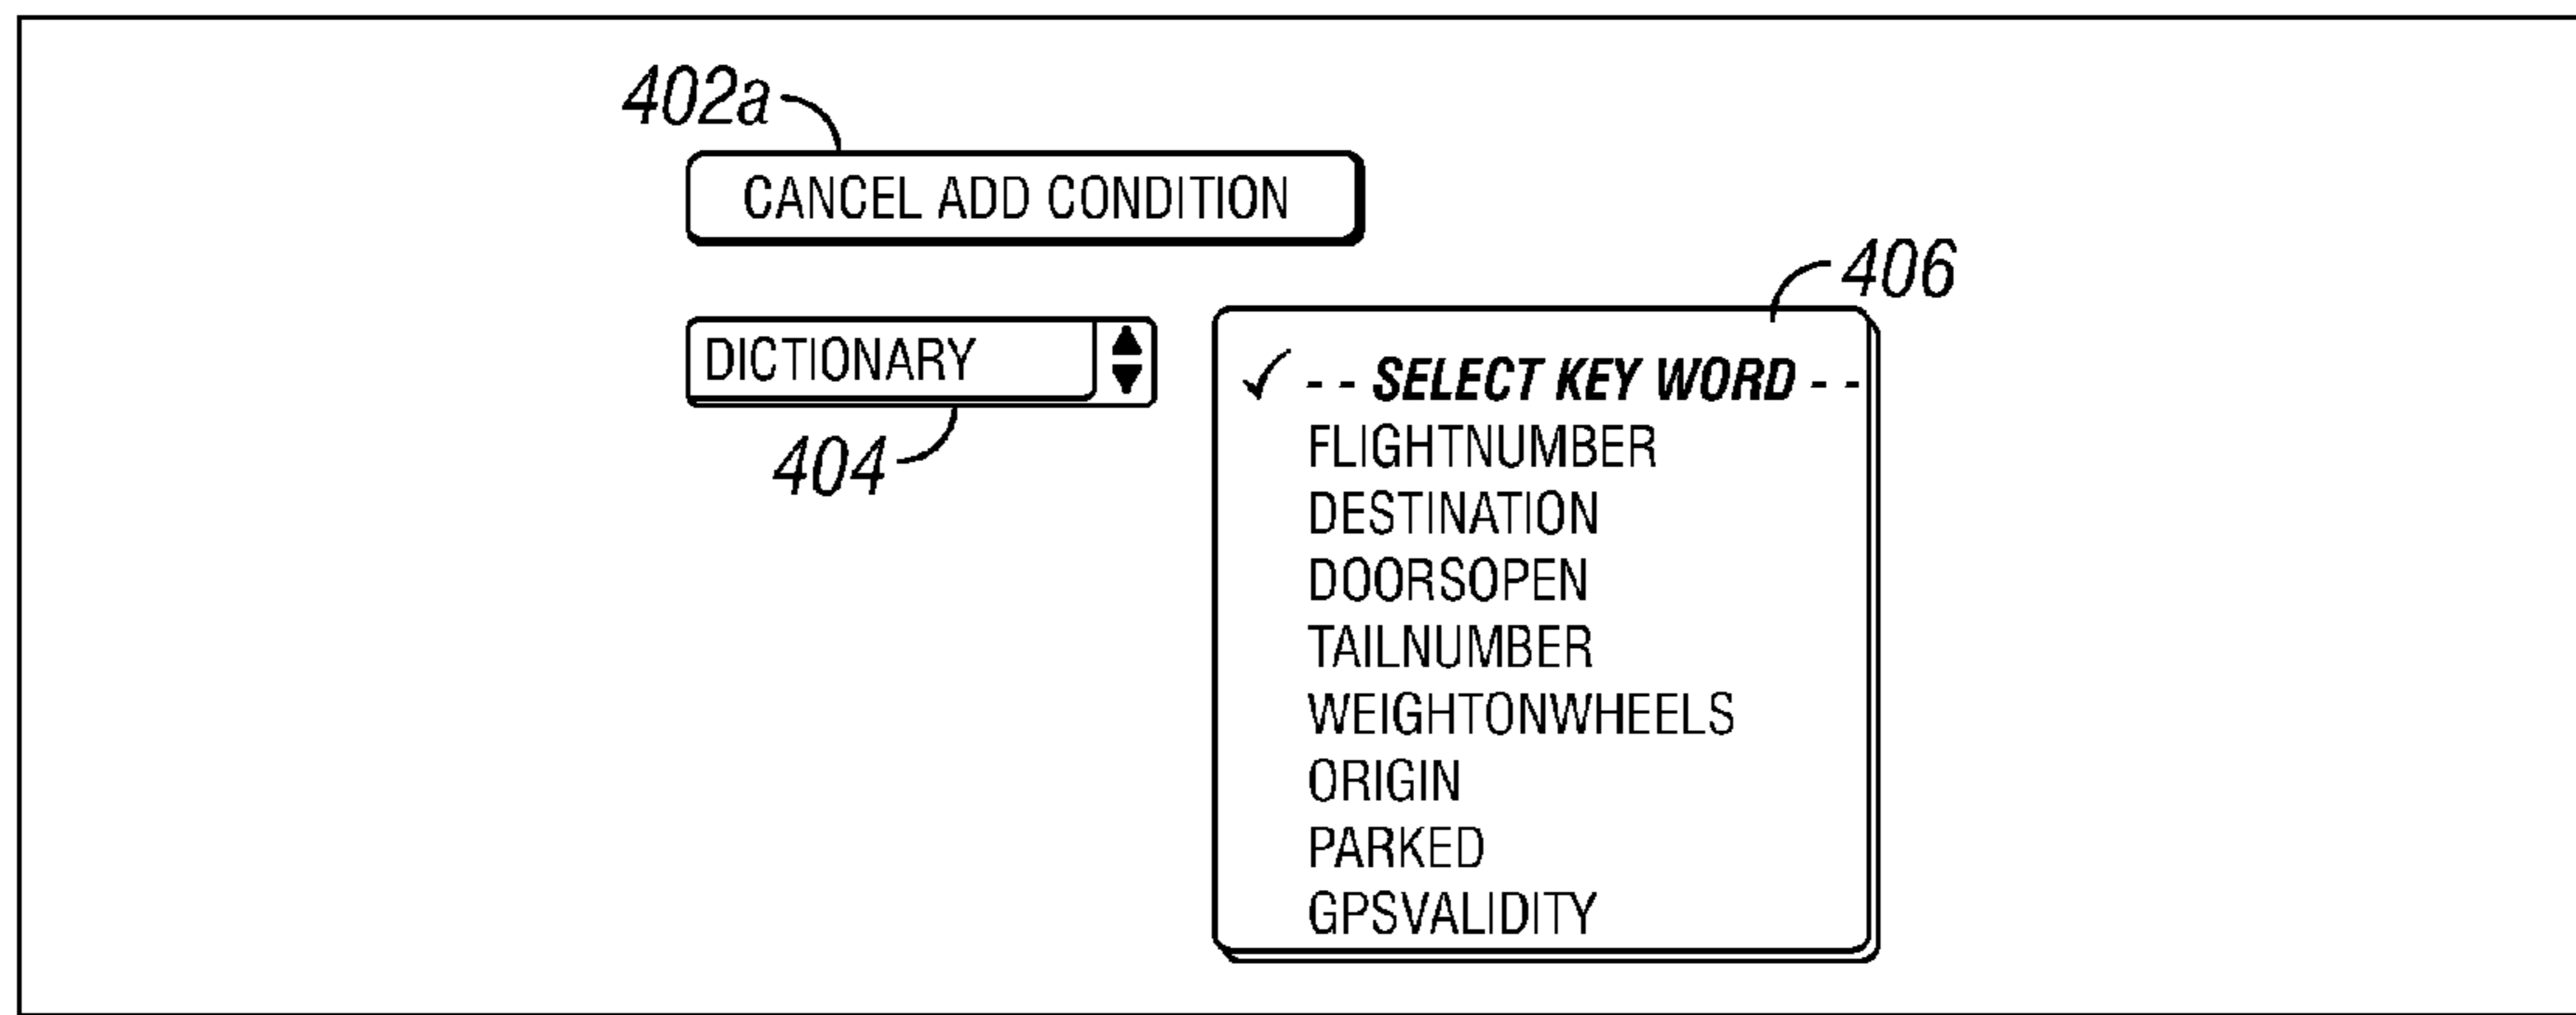 402a
CANCEL ADD CONDITION
406
DICTIONARY
404
✓ - - SELECT KEY WORD - -
FLIGHTNUMBER
DESTINATION
DOORSOPEN
TAILNUMBER
WEIGHTONWHEELS
ORIGIN
PARKED
GPSVALIDITY